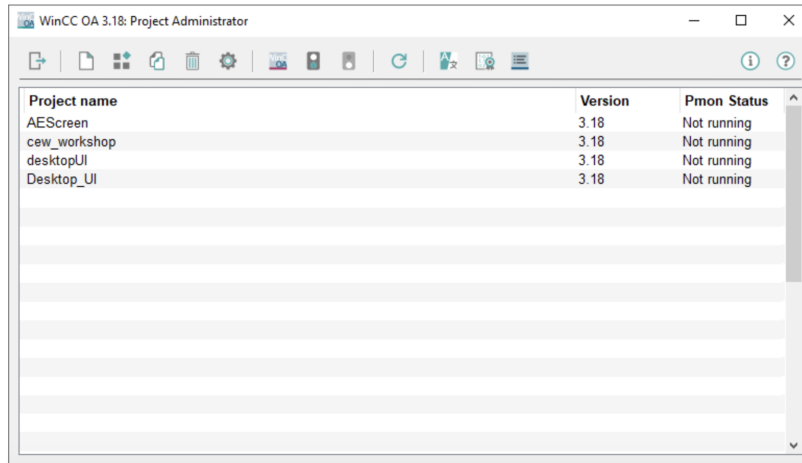 WinCC OA 3.18: Project Administrator
Project name Version Pmon Status
AEScreen 3.18 Not running
cew_workshop 3.18 Not running
desktopUI 3.18 Not running
Desktop_UI 3.18 Not running